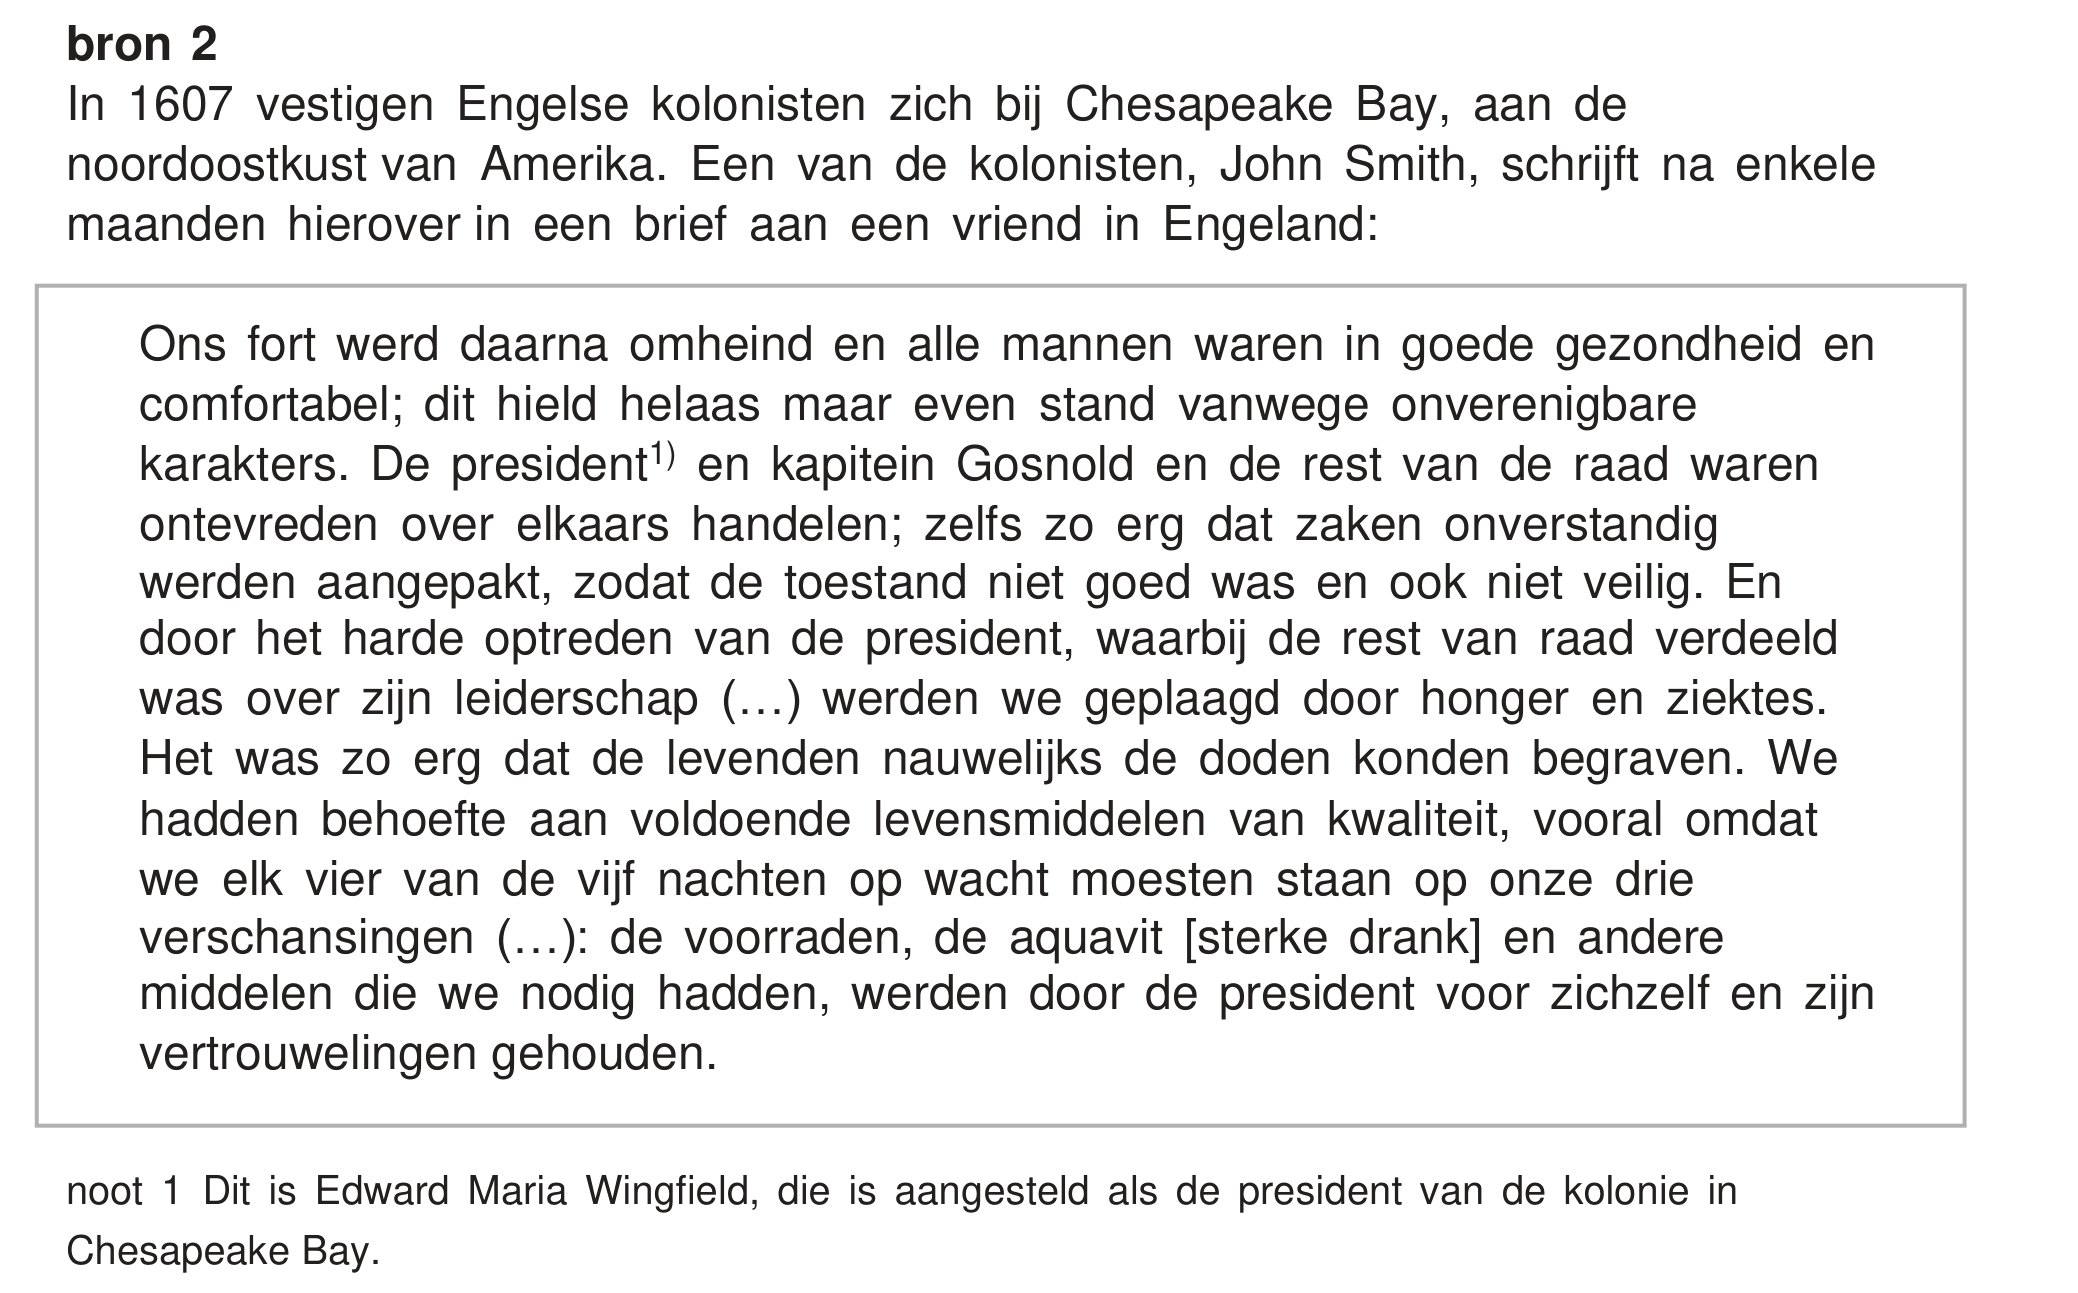 bron 2
In 1607 vestigen Engelse kolonisten zich bij Chesapeake Bay, aan de
noordoostkust van Amerika. Een van de kolonisten, John Smith, schrijft na enkele
maanden hierover in een brief aan een vriend in Engeland:
Ons fort werd daarna omheind en alle mannen waren in goede gezondheid en
comfortabel; dit hield helaas maar even stand vanwege onverenigbare
karakters. De president1) en kapitein Gosnold en de rest van de raad waren
ontevreden over elkaars handelen; zelfs zo erg dat zaken onverstandig
werden aangepakt, zodat de toestand niet goed was en ook niet veilig. En
door het harde optreden van de president, waarbij de rest van raad verdeeld
was over zijn leiderschap (…) werden we geplaagd door honger en ziektes.
Het was zo erg dat de levenden nauwelijks de doden konden begraven. We
hadden behoefte aan voldoende levensmiddelen van kwaliteit, vooral omdat
we elk vier van de vijf nachten op wacht moesten staan op onze drie
verschansingen (…): de voorraden, de aquavit [sterke drank] en andere
middelen die we nodig hadden, werden door de president voor zichzelf en zijn
vertrouwelingen gehouden.
noot 1 Dit is Edward Maria Wingfield, die is aangesteld als de president van de kolonie in
Chesapeake Bay.